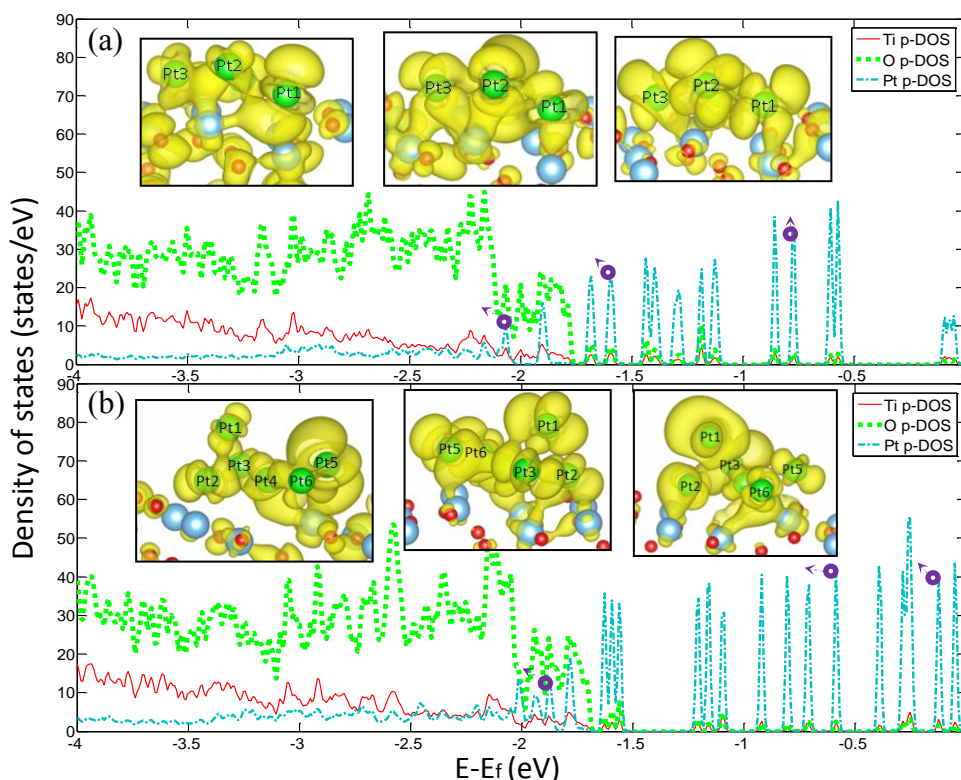 Density of states (states/eV)
(a)
90
80
70
60
50
40
30
20
10
0
Pt3 Pt2 Pt1
Pt3 Pt2 Pt1
Pt3 Pt2 Pt1
Ti p-DOS
O p-DOS
Pt p-DOS
-4 -3.5 -3 -2.5 -2 -1.5 -1 -0.5
(b)
90
80
70
60
50
40
30
20
10
0
Pt1
Pt3 Pt5
Pt2 Pt4 Pt6
Pt1
Pt5 Pt6
Pt3 Pt2
Pt1
Pt3 Pt5
Pt2 Pt6
Ti p-DOS
O p-DOS
Pt p-DOS
-4 -3.5 -3 -2.5 -2 -1.5 -1 -0.5
E-Ef (eV)